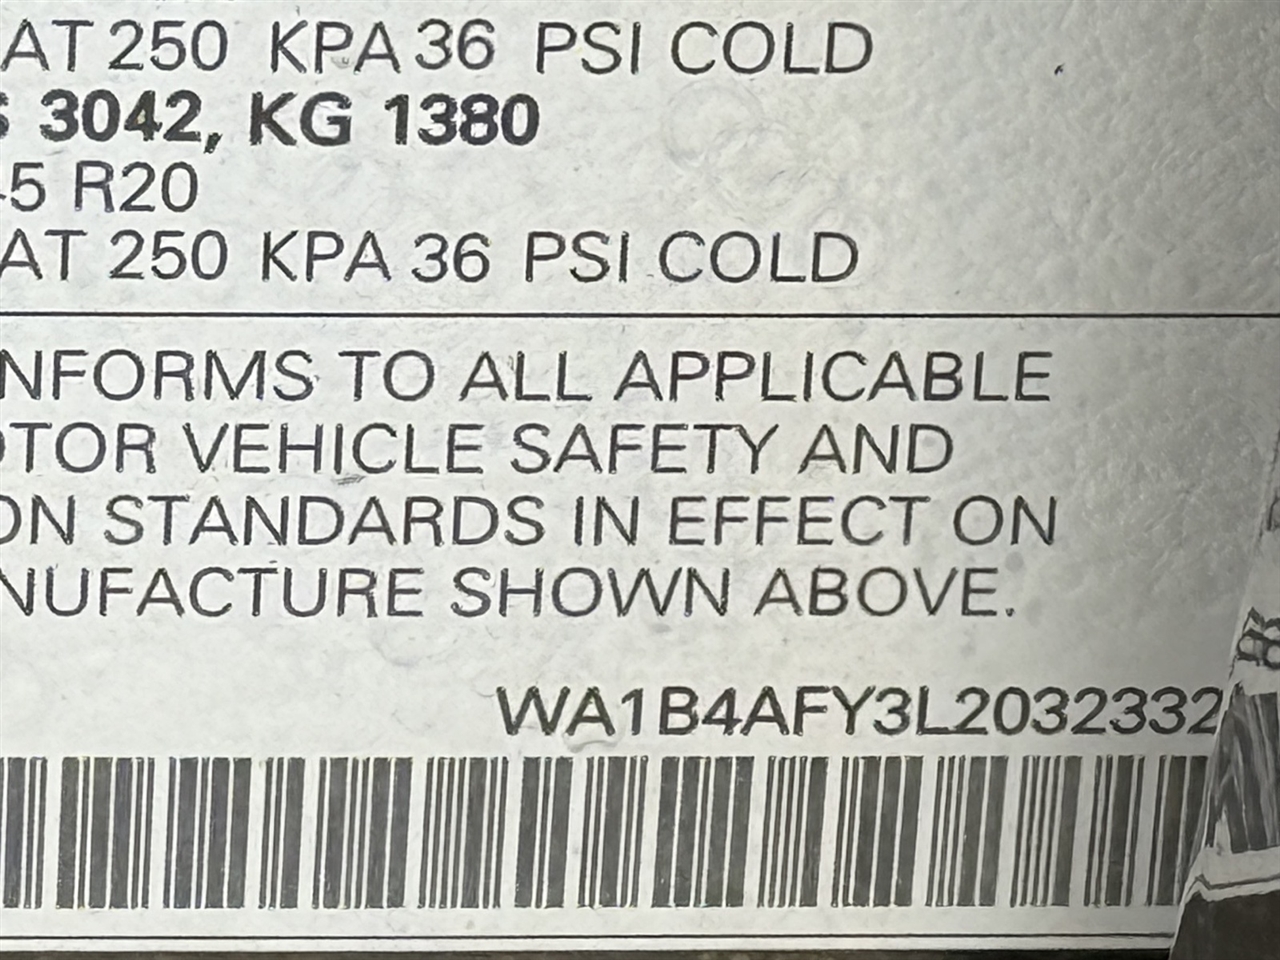 AT 250 KPA 36 PSI COLD
S 3042, KG 1380
45 R20
AT 250 KPA 36 PSI COLD
NFORMS TO ALL APPLICABLE
OTOR VEHICLE SAFETY AND
ON STANDARDS IN EFFECT ON
NUFACTURE SHOWN ABOVE.
WA1B4AFY3L2032332